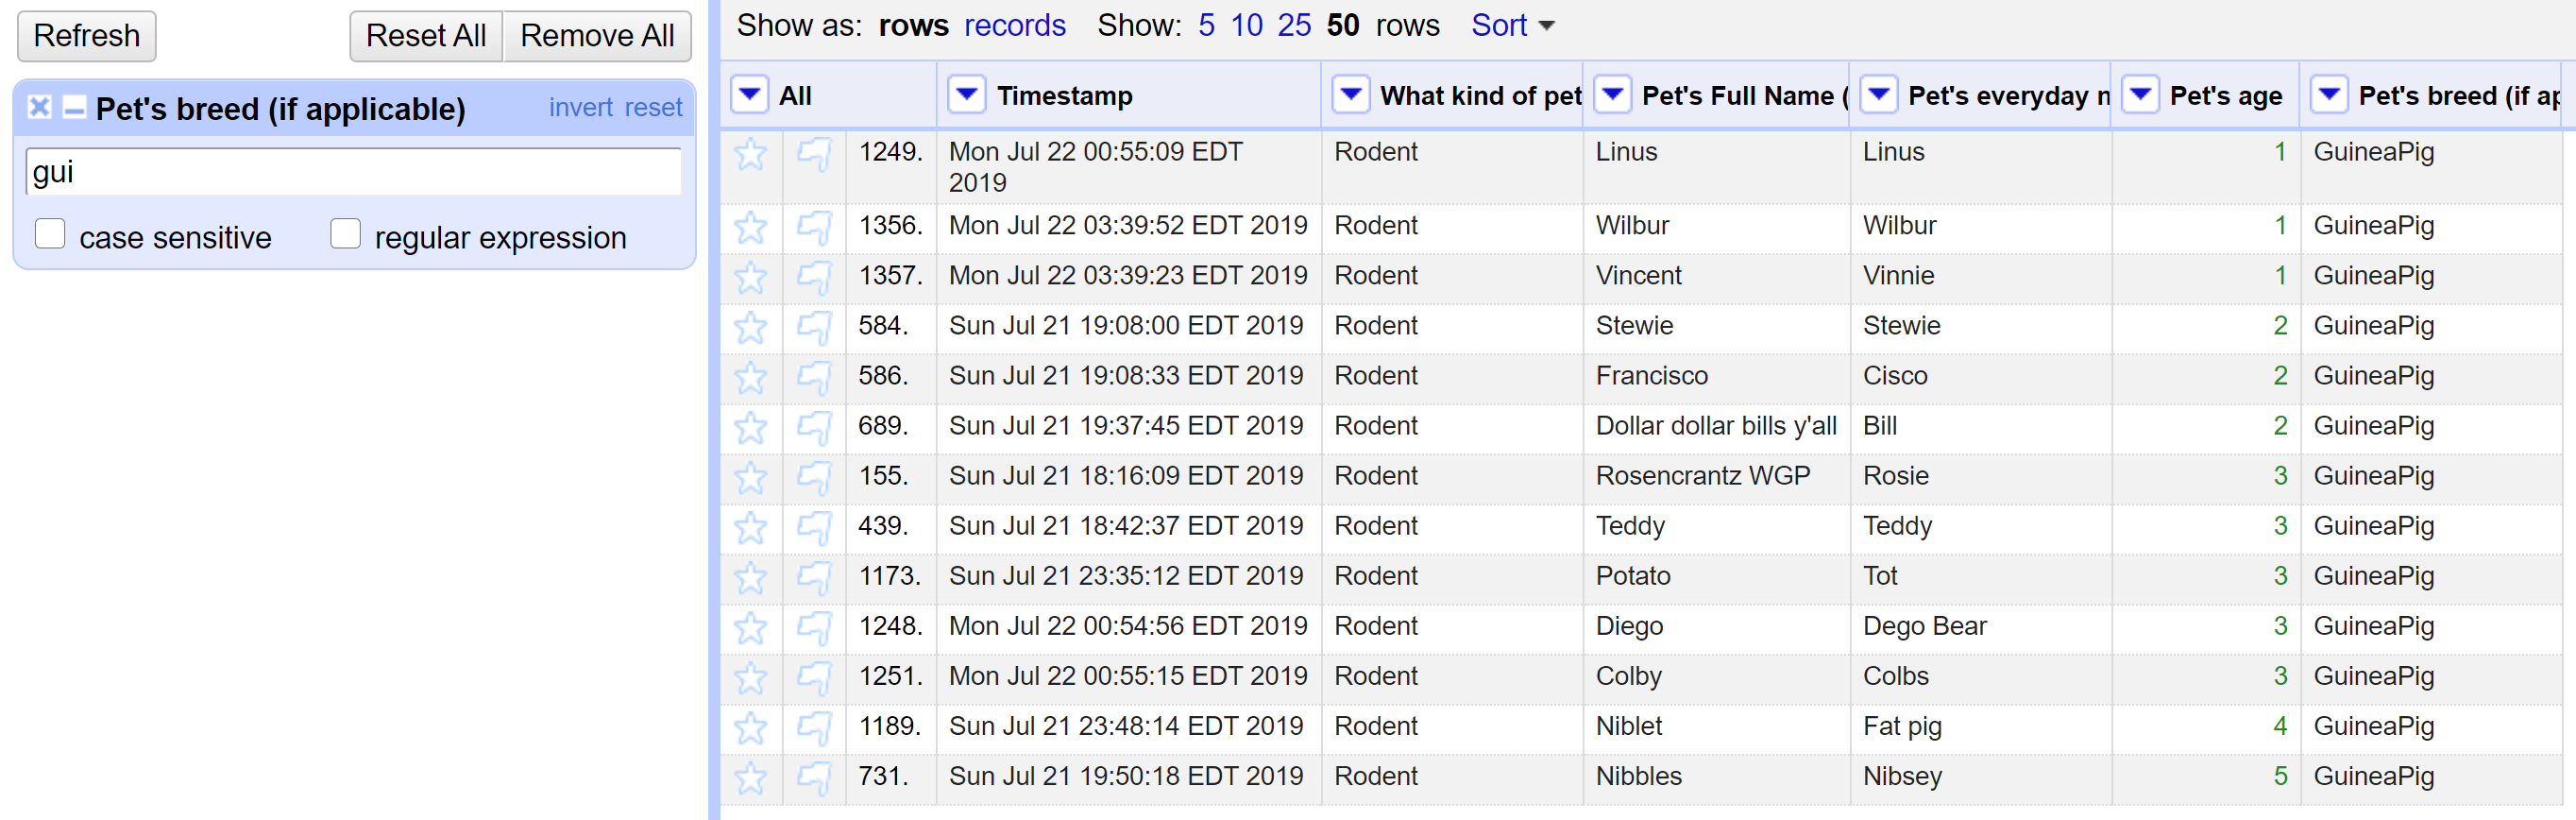 Refresh Reset All Remove All
Pet's breed (if applicable) invert reset
gui
case sensitive regular expression
Show as: rows records Show: 5 10 25 50 rows Sort
All Timestamp What kind of pet Pet's Full Name ( Pet's everyday n Pet's age Pet's breed (if ap
1249. Mon Jul 22 00:55:09 EDT 2019 Rodent Linus Linus 1 GuineaPig
1356. Mon Jul 22 03:39:52 EDT 2019 Rodent Wilbur Wilbur 1 GuineaPig
1357. Mon Jul 22 03:39:23 EDT 2019 Rodent Vincent Vinnie 1 GuineaPig
584. Sun Jul 21 19:08:00 EDT 2019 Rodent Stewie Stewie 2 GuineaPig
586. Sun Jul 21 19:08:33 EDT 2019 Rodent Francisco Cisco 2 GuineaPig
689. Sun Jul 21 19:37:45 EDT 2019 Rodent Dollar dollar bills y'all Bill 2 GuineaPig
155. Sun Jul 21 18:16:09 EDT 2019 Rodent Rosencrantz WGP Rosie 3 GuineaPig
439. Sun Jul 21 18:42:37 EDT 2019 Rodent Teddy Teddy 3 GuineaPig
1173. Sun Jul 21 23:35:12 EDT 2019 Rodent Potato Tot 3 GuineaPig
1248. Mon Jul 22 00:54:56 EDT 2019 Rodent Diego Dego Bear 3 GuineaPig
1251. Mon Jul 22 00:55:15 EDT 2019 Rodent Colby Colbs 3 GuineaPig
1189. Sun Jul 21 23:48:14 EDT 2019 Rodent Niblet Fat pig 4 GuineaPig
731. Sun Jul 21 19:50:18 EDT 2019 Rodent Nibbles Nibsey 5 GuineaPig